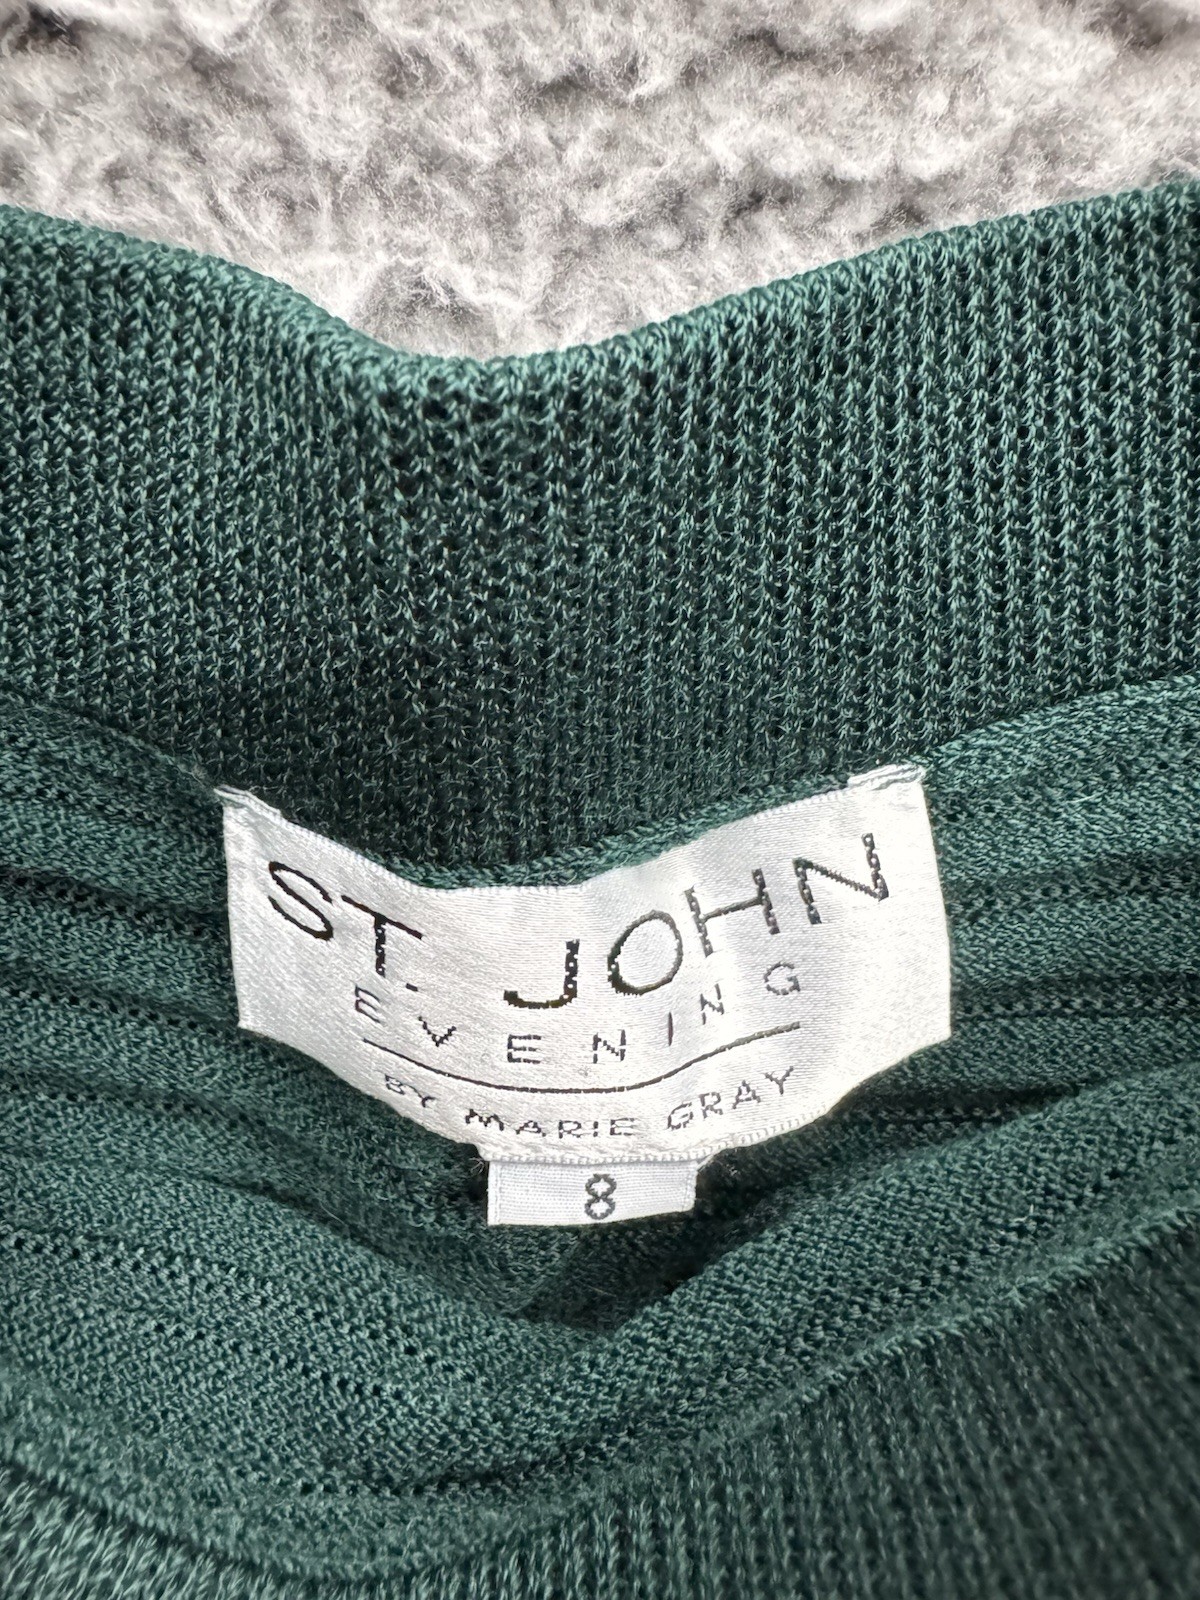 ST. JOHN
EVENING
BY MARIE GRAY
8